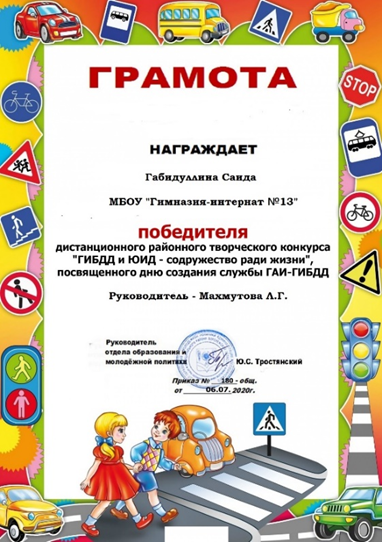 ГРАМОТА
STOP
НАГРАЖДАЕТ
Габидуллина Саида
МБОУ "Гимназия-интернат №13"
победителя
дистанционного районного творческого конкурса
"ГИБДД и ЮИД - содружество ради жизни",
посвященного дню создания службы ГАИ-ГИБДД
Руководитель - Махмутова Л.Г.
Руководитель
отдела образования и
молодёжной политики Ю.С. Тростянский
Приказ № 180 - общ.
от 06.07. 2020г.